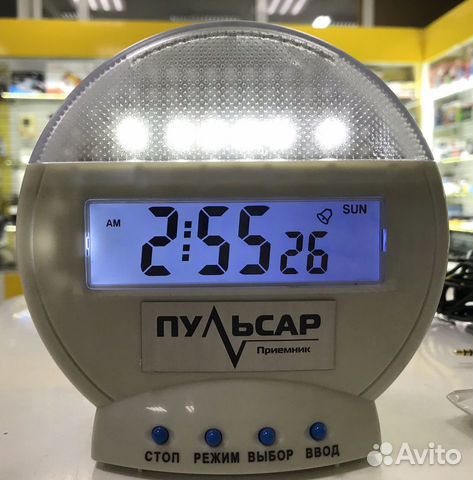 AM 2:55 26 SUN
ПУЛЬСАР
Приемник
СТОП РЕЖИМ ВЫБОР ВВОД
Avito